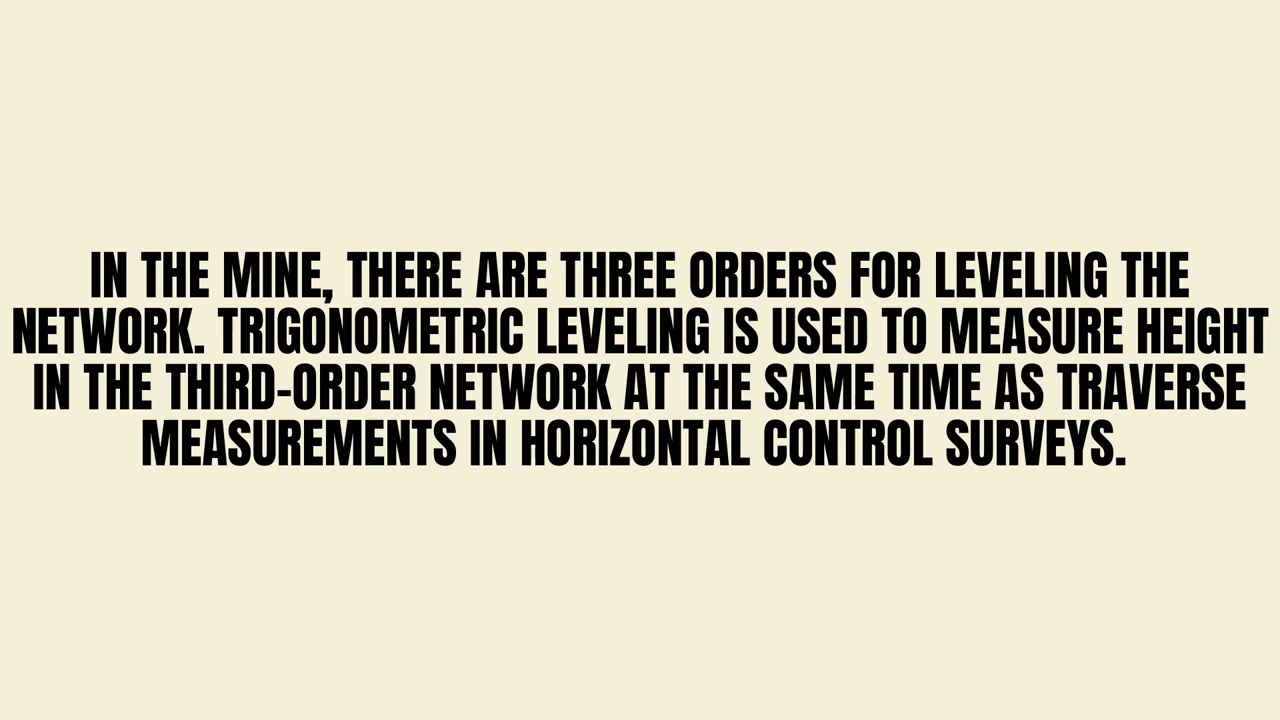 IN THE MINE, THERE ARE THREE ORDERS FOR LEVELING THE
NETWORK. TRIGONOMETRIC LEVELING IS USED TO MEASURE HEIGHT
IN THE THIRD-ORDER NETWORK AT THE SAME TIME AS TRAVERSE
MEASUREMENTS IN HORIZONTAL CONTROL SURVEYS.